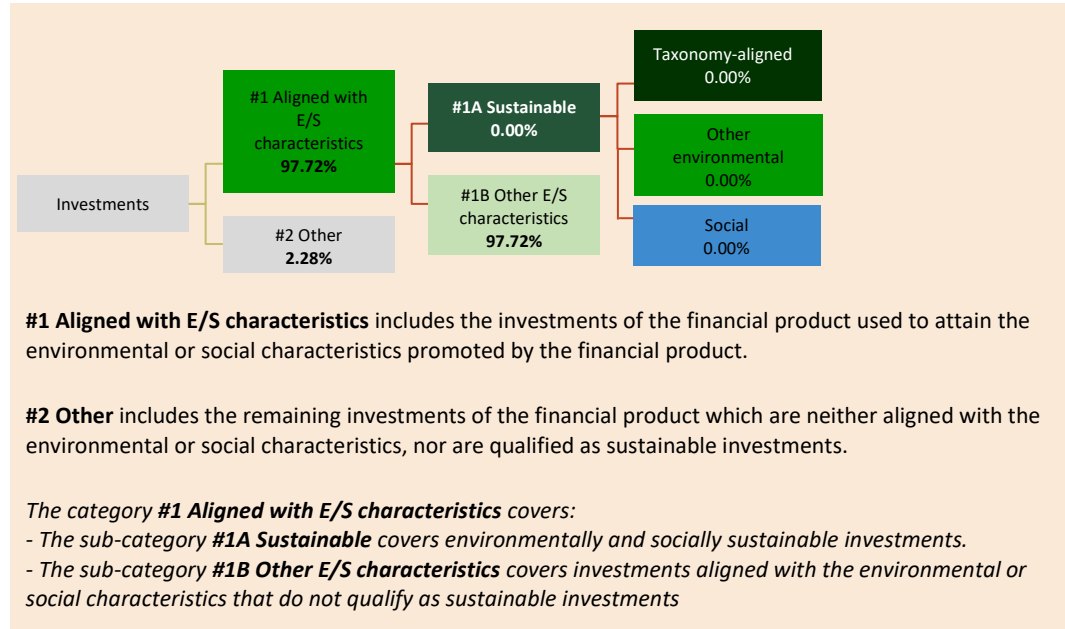 Investments
#1 Aligned with
E/S
characteristics
97.72%
#2 Other
2.28%
#1A Sustainable
0.00%
#1B Other E/S
characteristics
97.72%
Taxonomy-aligned
0.00%
Other
environmental
0.00%
Social
0.00%
#1 Aligned with E/S characteristics includes the investments of the financial product used to attain the
environmental or social characteristics promoted by the financial product.
#2 Other includes the remaining investments of the financial product which are neither aligned with the
environmental or social characteristics, nor are qualified as sustainable investments.
The category #1 Aligned with E/S characteristics covers:
- The sub-category #1A Sustainable covers environmentally and socially sustainable investments.
- The sub-category #1B Other E/S characteristics covers investments aligned with the environmental or
social characteristics that do not qualify as sustainable investments